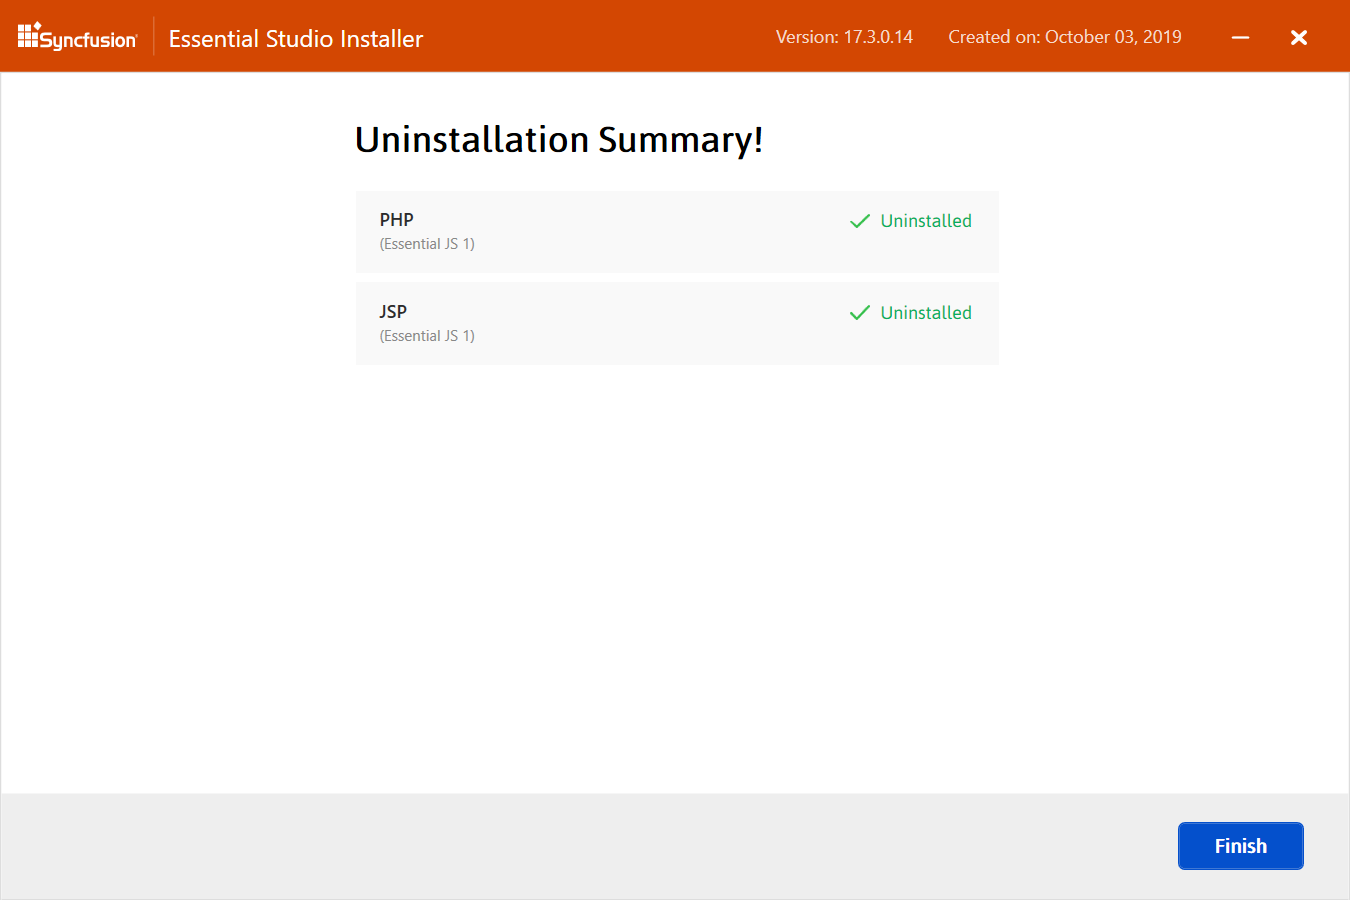 Syncfusion
Essential Studio Installer
Version: 17.3.0.14
Created on: October 03, 2019
Uninstallation Summary!
PHP
Uninstalled
(Essential JS 1)
JSP
Uninstalled
(Essential JS 1)
Finish